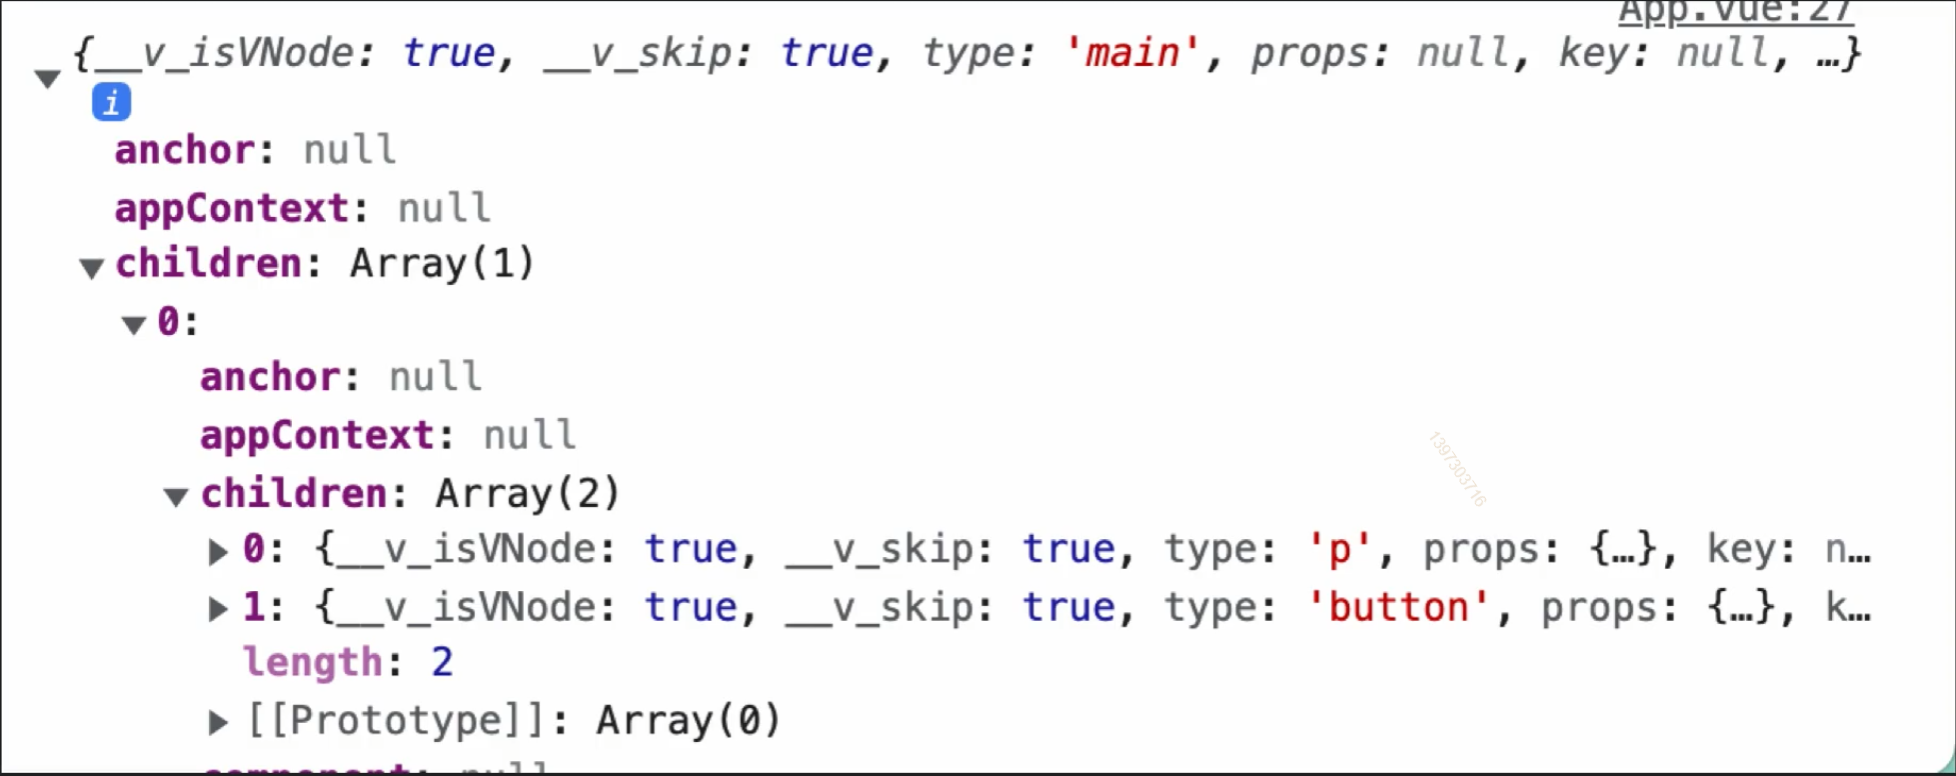 App.vue:27
{__v_isVNode: true, __v_skip: true, type: 'main', props: null, key: null, …}
i
anchor: null
appContext: null
children: Array(1)
0:
anchor: null
appContext: null
children: Array(2)
0: {__v_isVNode: true, __v_skip: true, type: 'p', props: {…}, key: n…
1: {__v_isVNode: true, __v_skip: true, type: 'button', props: {…}, k…
length: 2
[[Prototype]]: Array(0)
component: null
1397303716